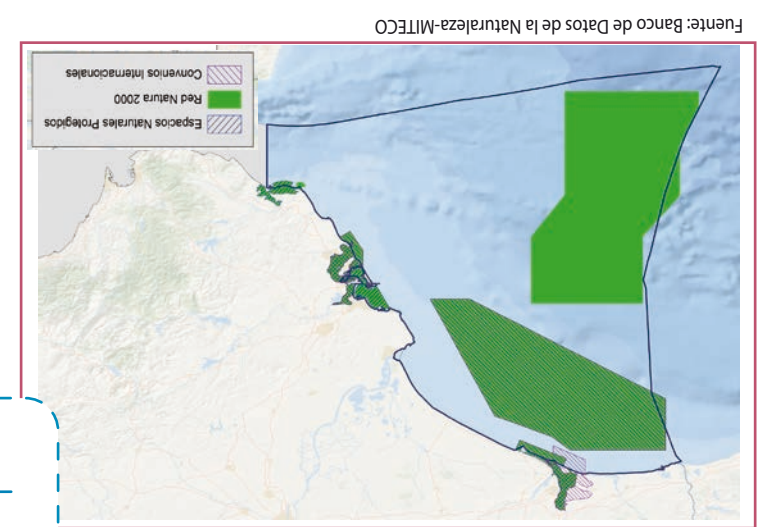 Espacios Naturales Protegidos
Red Natura 2000
Convenios Internacionales
Fuente: Banco de Datos de la Naturaleza-MITECO